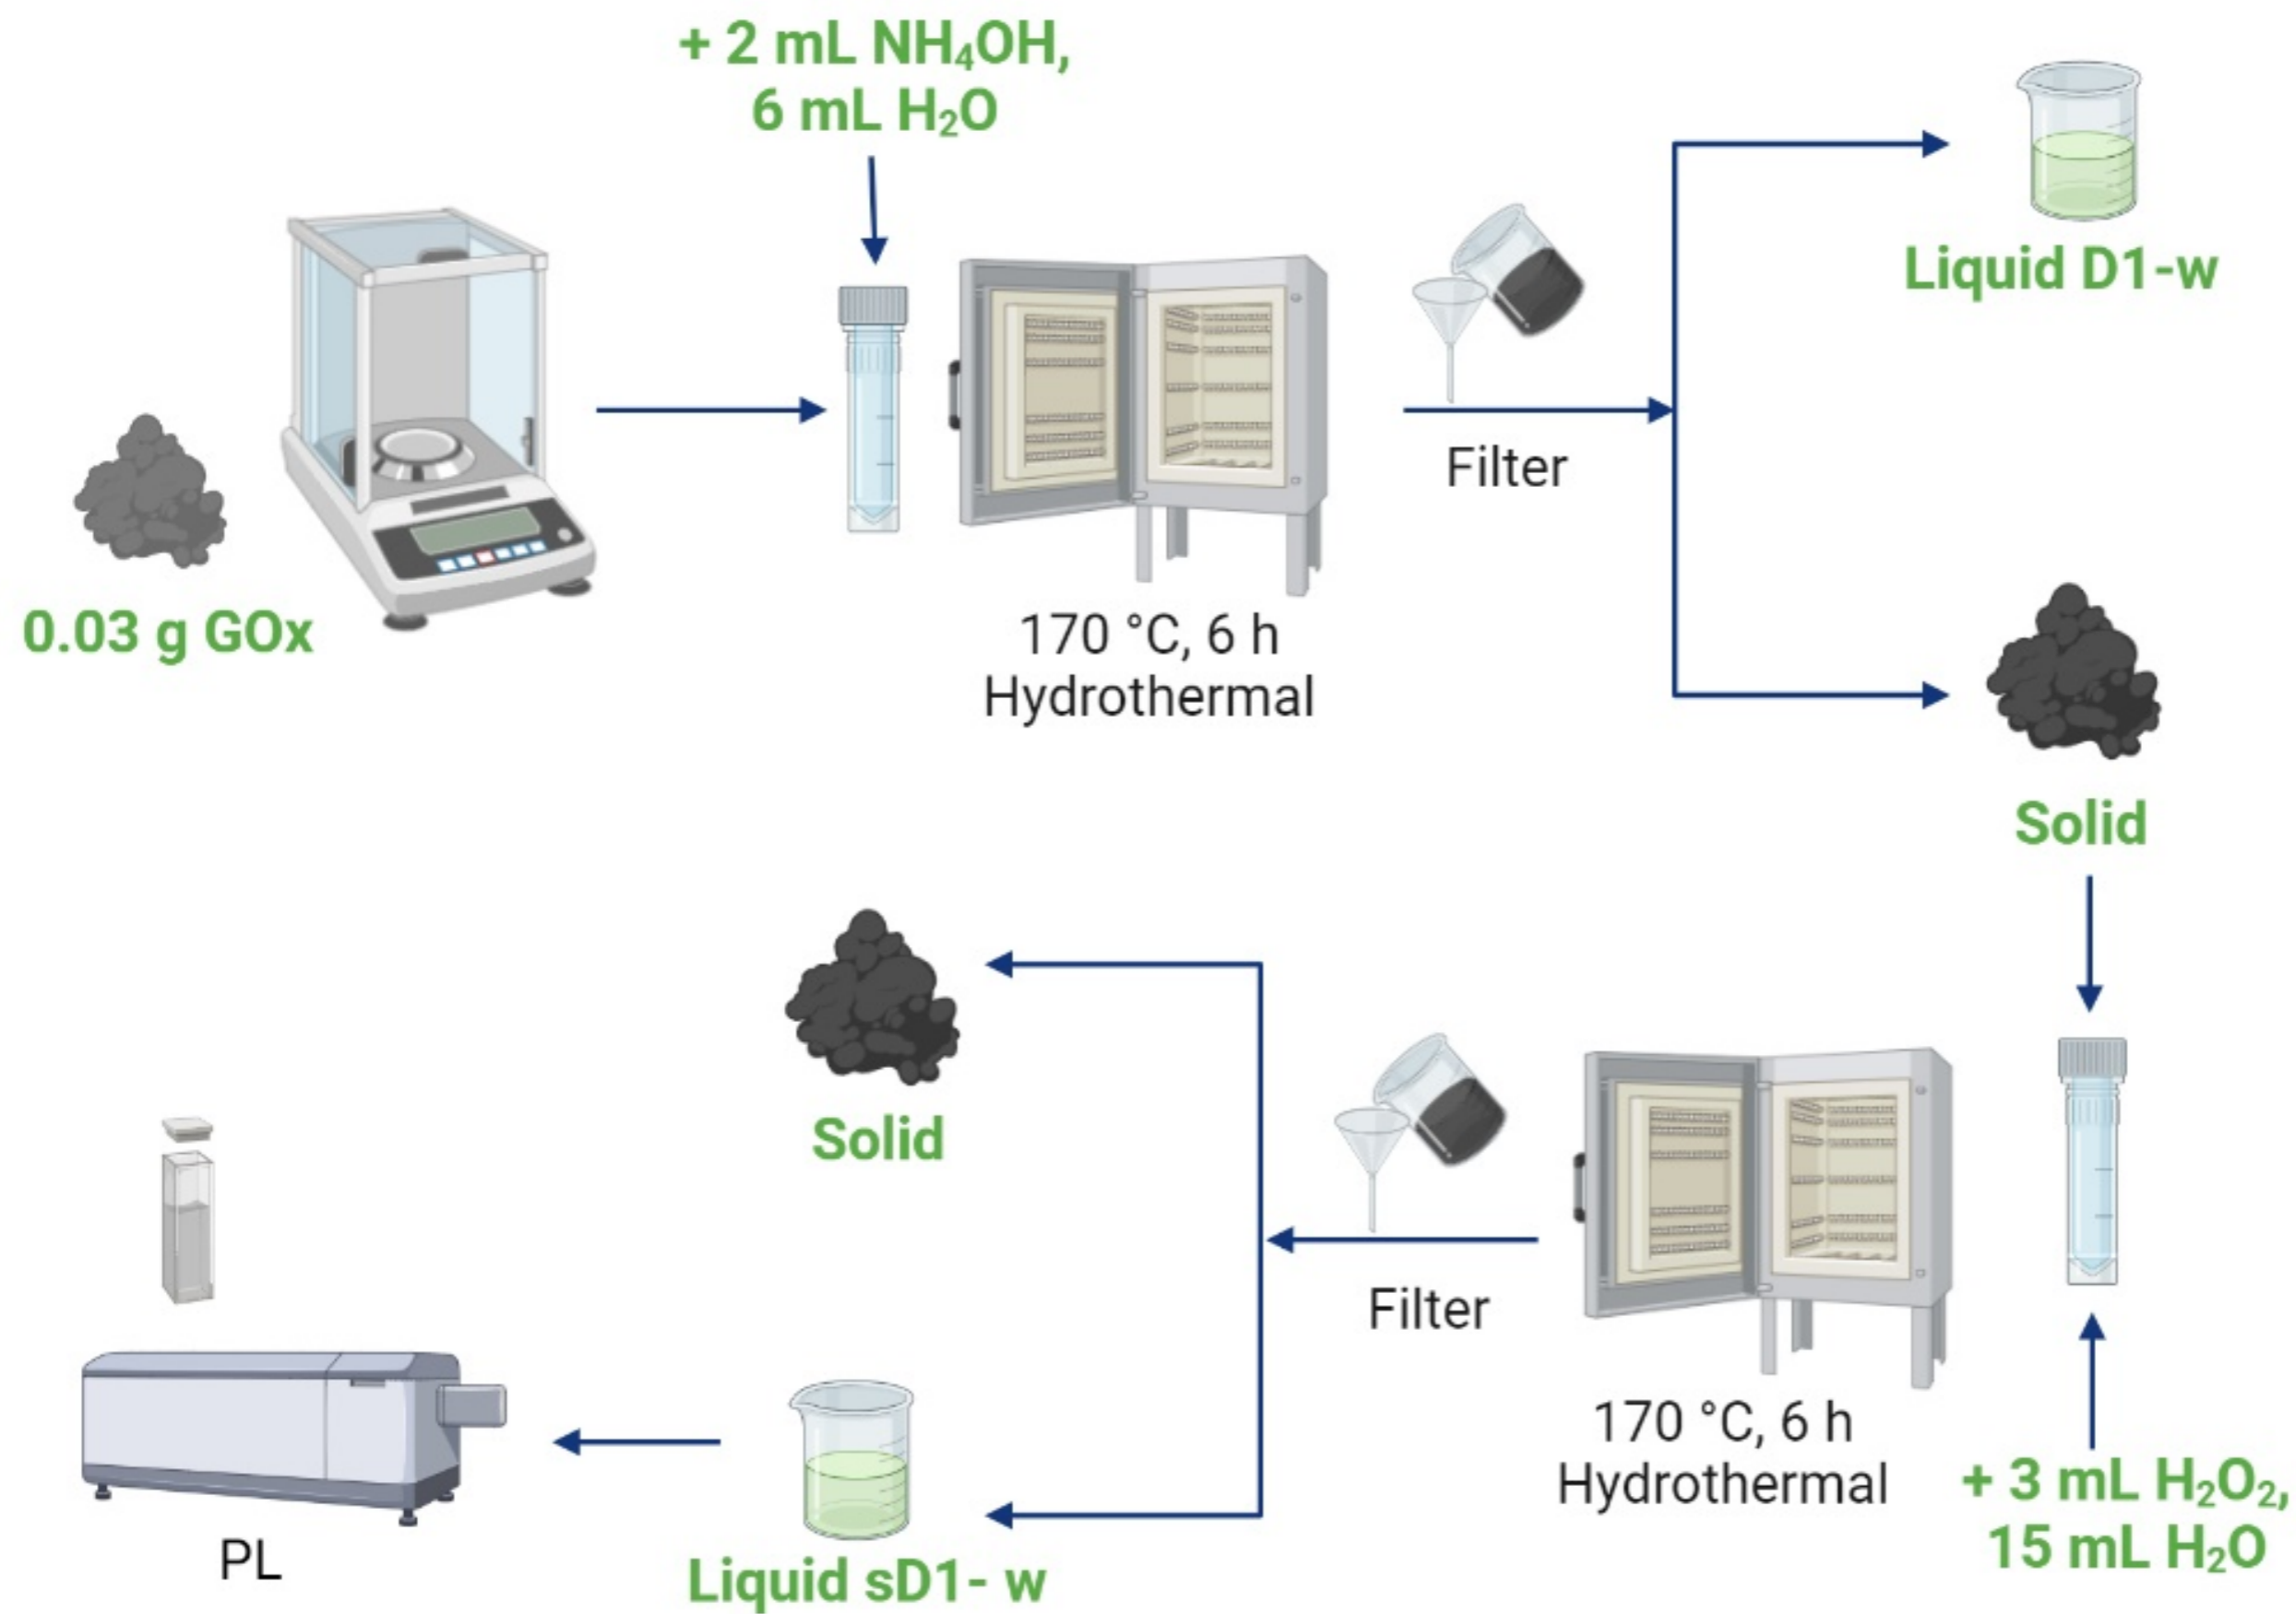 + 2 mL NH₄OH,
6 mL H₂O
Liquid D1-w
Filter
0.03 g GOx
170 °C, 6 h
Hydrothermal
Solid
Solid
Filter
170 °C, 6 h
Hydrothermal
+ 3 mL H₂O₂,
15 mL H₂O
PL
Liquid sD1- w